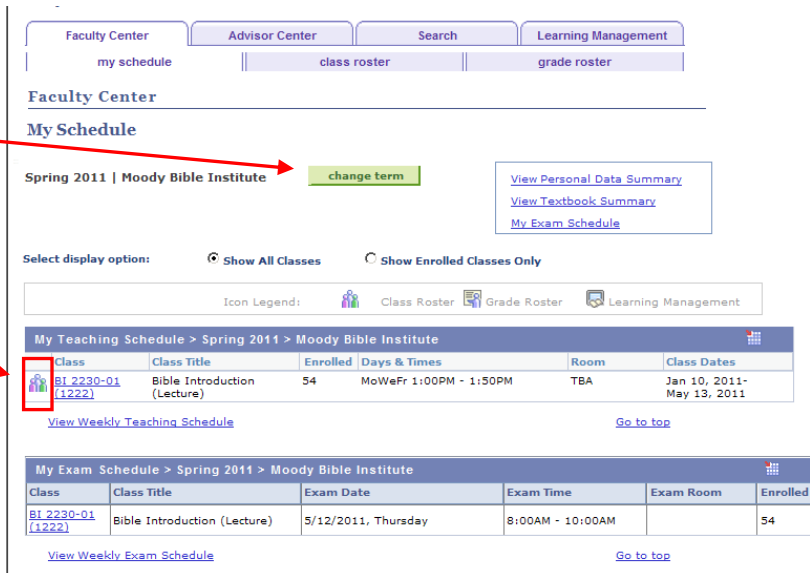 Faculty Center Advisor Center Search Learning Management
my schedule class roster grade roster
Faculty Center
My Schedule
Spring 2011 | Moody Bible Institute change term
View Personal Data Summary
View Textbook Summary
My Exam Schedule
Select display option: Show All Classes Show Enrolled Classes Only
Icon Legend: Class Roster Grade Roster Learning Management
My Teaching Schedule > Spring 2011 > Moody Bible Institute
Class Class Title Enrolled Days & Times Room Class Dates
BI 2230-01 Bible Introduction 54 MoWeFr 1:00PM - 1:50PM TBA Jan 10, 2011-
(1222) (Lecture) May 13, 2011
View Weekly Teaching Schedule Go to top
My Exam Schedule > Spring 2011 > Moody Bible Institute
Class Class Title Exam Date Exam Time Exam Room Enrolled
BI 2230-01 Bible Introduction (Lecture) 5/12/2011, Thursday 8:00AM - 10:00AM 54
(1222)
View Weekly Exam Schedule Go to top